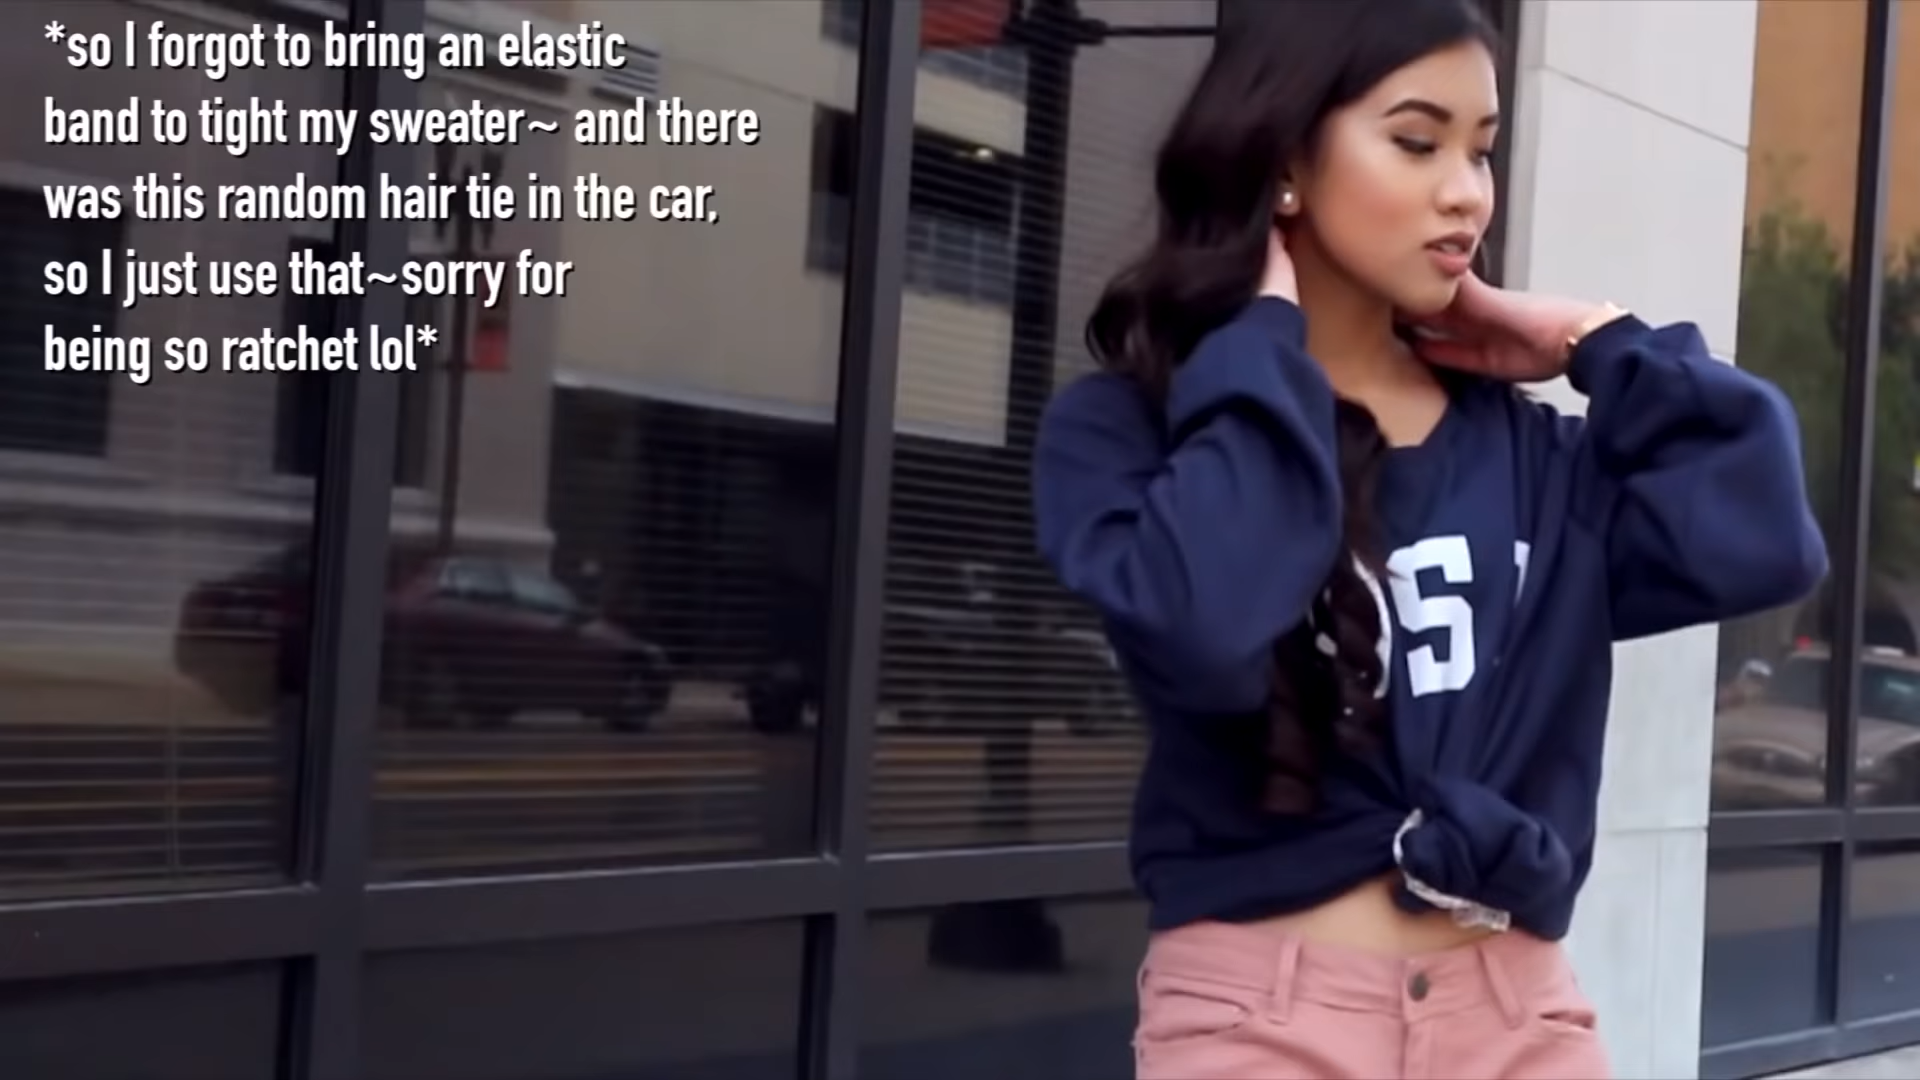 *so I forgot to bring an elastic
band to tight my sweater~ and there
was this random hair tie in the car,
so I just use that~sorry for
being so ratchet lol*
S